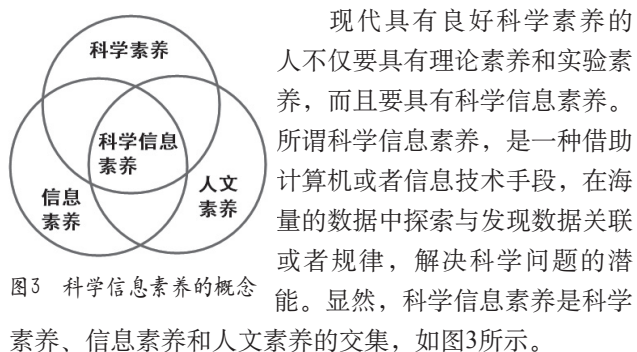 科学素养
科学信息
素养
信息
素养
人文
素养
图3　科学信息素养的概念
现代具有良好科学素养的
人不仅要具有理论素养和实验素
养，而且要具有科学信息素养。
所谓科学信息素养，是一种借助
计算机或者信息技术手段，在海
量的数据中探索与发现数据关联
或者规律，解决科学问题的潜
能。显然，科学信息素养是科学
素养、信息素养和人文素养的交集，如图3所示。